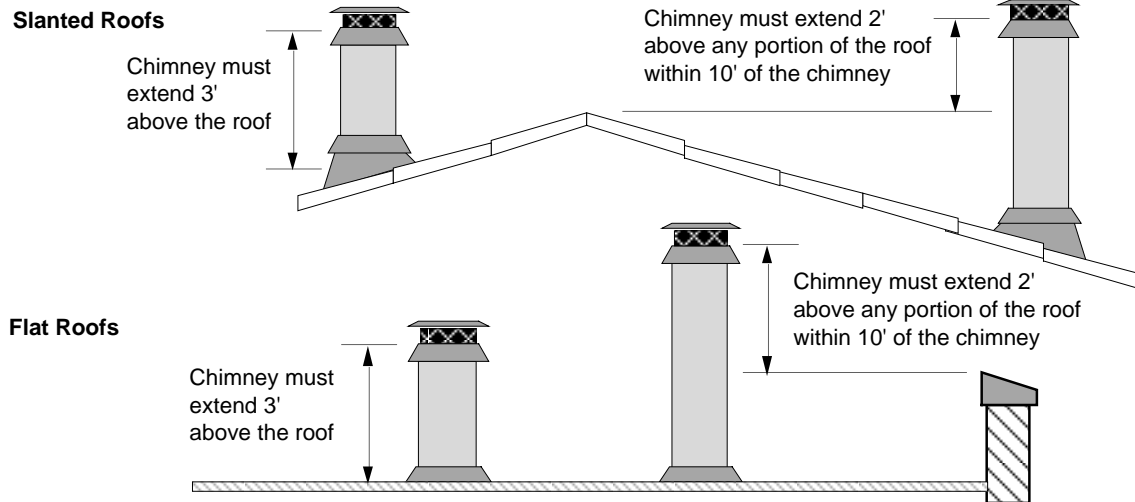 Slanted Roofs
Chimney must
extend 3'
above the roof
Chimney must extend 2'
above any portion of the roof
within 10' of the chimney
Flat Roofs
Chimney must
extend 3'
above the roof
Chimney must extend 2'
above any portion of the roof
within 10' of the chimney